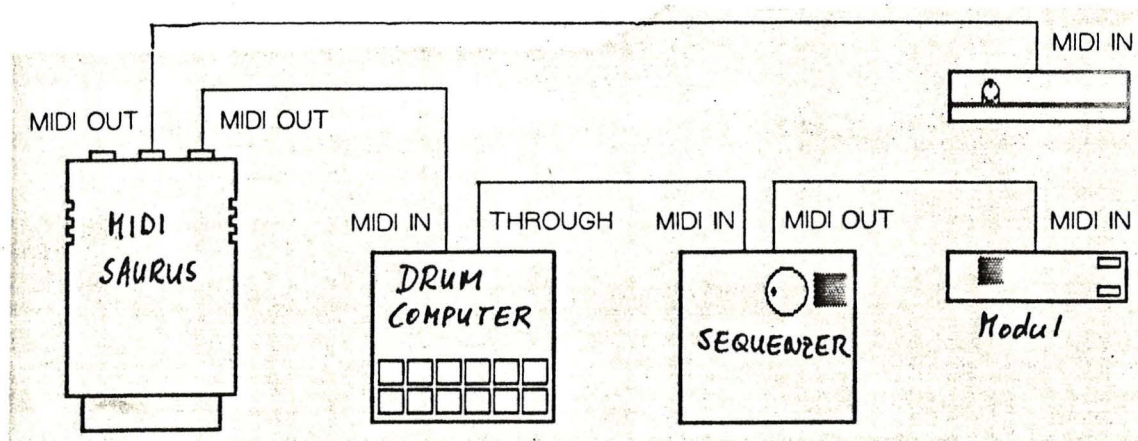 MIDI IN
MIDI OUT
MIDI OUT
MIDI
SAURUS
MIDI IN
THROUGH
MIDI IN
MIDI OUT
MIDI IN
DRUM
COMPUTER
SEQUENZER
Modul